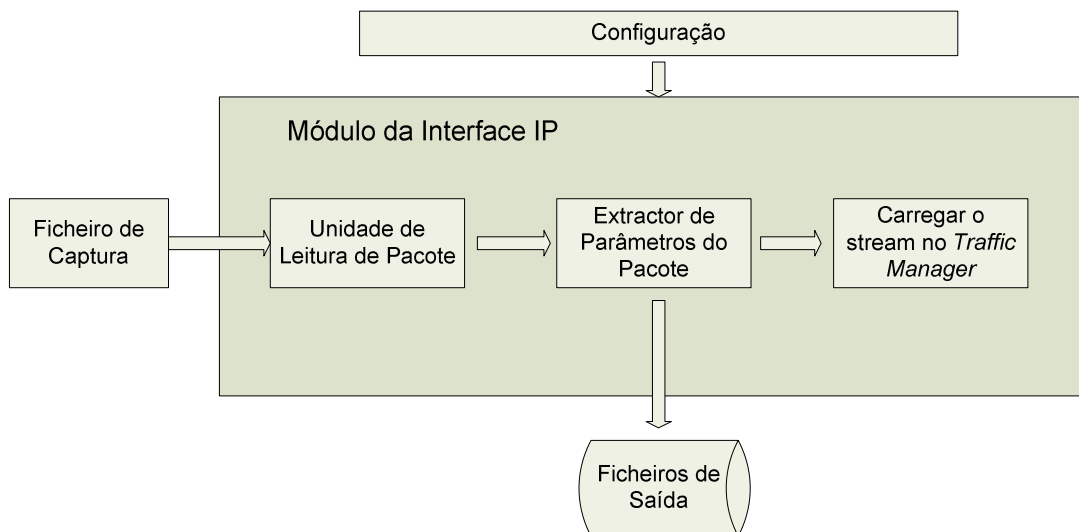 Configuração
Módulo da Interface IP
Ficheiro de
Captura
Unidade de
Leitura de Pacote
Extractor de
Parâmetros do
Pacote
Carregar o
stream no Traffic
Manager
Ficheiros de
Saída